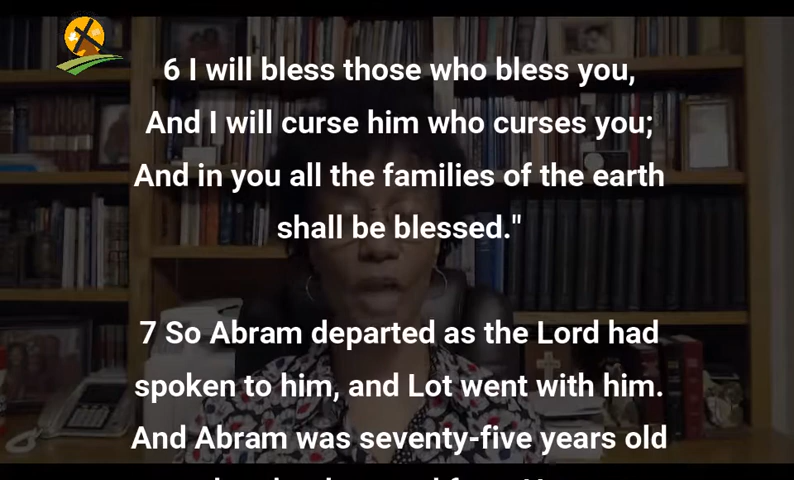 6 I will bless those who bless you,
And I will curse him who curses you;
And in you all the families of the earth
shall be blessed."
7 So Abram departed as the Lord had
spoken to him, and Lot went with him.
And Abram was seventy-five years old